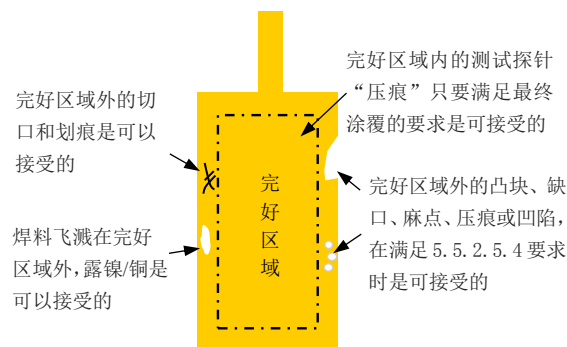 完好区域外的切
口和划痕是可以
接受的
焊料飞溅在完好
区域外，露镍/铜是
可以接受的
完好区域
完好区域内的测试探针
“压痕”只要满足最终
涂覆的要求是可接受的
完好区域外的凸块、缺
口、麻点、压痕或凹陷，
在满足 5.5.2.5.4 要求
时是可接受的